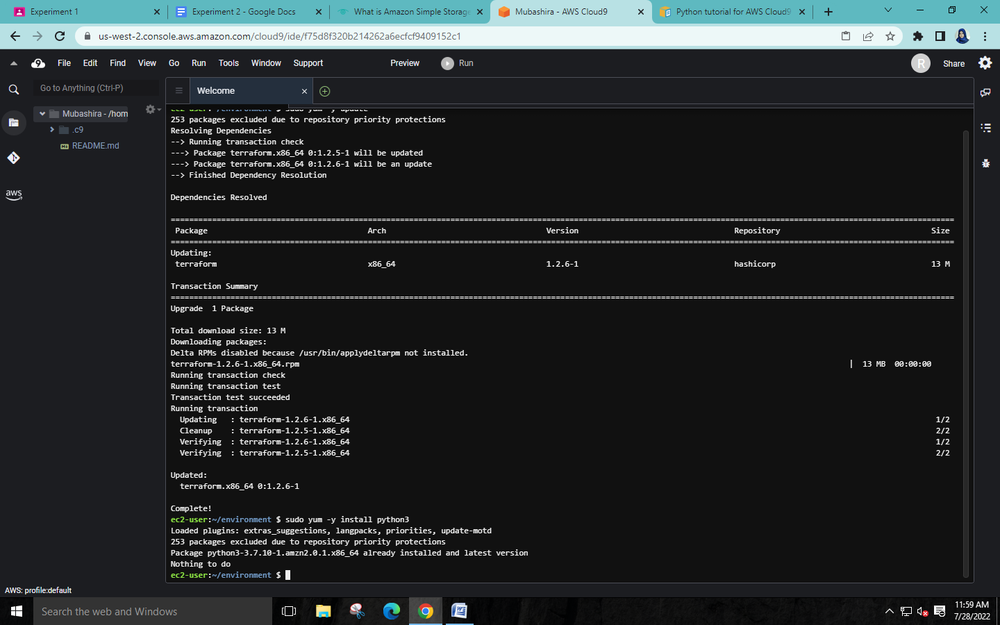 Experiment 1
Experiment 2 - Google Docs
What is Amazon Simple Storage
Mubashira - AWS Cloud9
Python tutorial for AWS Cloud9
us-west-2.console.aws.amazon.com/cloud9/ide/f75d8f320b214262a6ecfcf9409152c1
9 File Edit Find View Go Run Tools Window Support Preview Run R Share
Go to Anything (Ctrl-P)
Welcome
Mubashira - /hom
.c9
README.md
aws
ec2-user:~/environment $ sudo yum -y update
253 packages excluded due to repository priority protections
Resolving Dependencies
--> Running transaction check
---> Package terraform.x86_64 0:1.2.5-1 will be updated
---> Package terraform.x86_64 0:1.2.6-1 will be an update
--> Finished Dependency Resolution
Dependencies Resolved
Package Arch Version Repository Size
Updating:
terraform x86_64 1.2.6-1 hashicorp 13 M
Transaction Summary
Upgrade 1 Package
Total download size: 13 M
Downloading packages:
Delta RPMs disabled because /usr/bin/applydeltarpm not installed.
terraform-1.2.6-1.x86_64.rpm | 13 MB 00:00:00
Running transaction check
Running transaction test
Transaction test succeeded
Running transaction
Updating : terraform-1.2.6-1.x86_64 1/2
Cleanup : terraform-1.2.5-1.x86_64 2/2
Verifying : terraform-1.2.6-1.x86_64 1/2
Verifying : terraform-1.2.5-1.x86_64 2/2
Updated:
terraform.x86_64 0:1.2.6-1
Complete!
ec2-user:~/environment $ sudo yum -y install python3
Loaded plugins: extras_suggestions, langpacks, priorities, update-motd
253 packages excluded due to repository priority protections
Package python3-3.7.10-1.amzn2.0.1.x86_64 already installed and latest version
Nothing to do
ec2-user:~/environment $
AWS: profile:default
Search the web and Windows
11:59 AM
7/28/2022